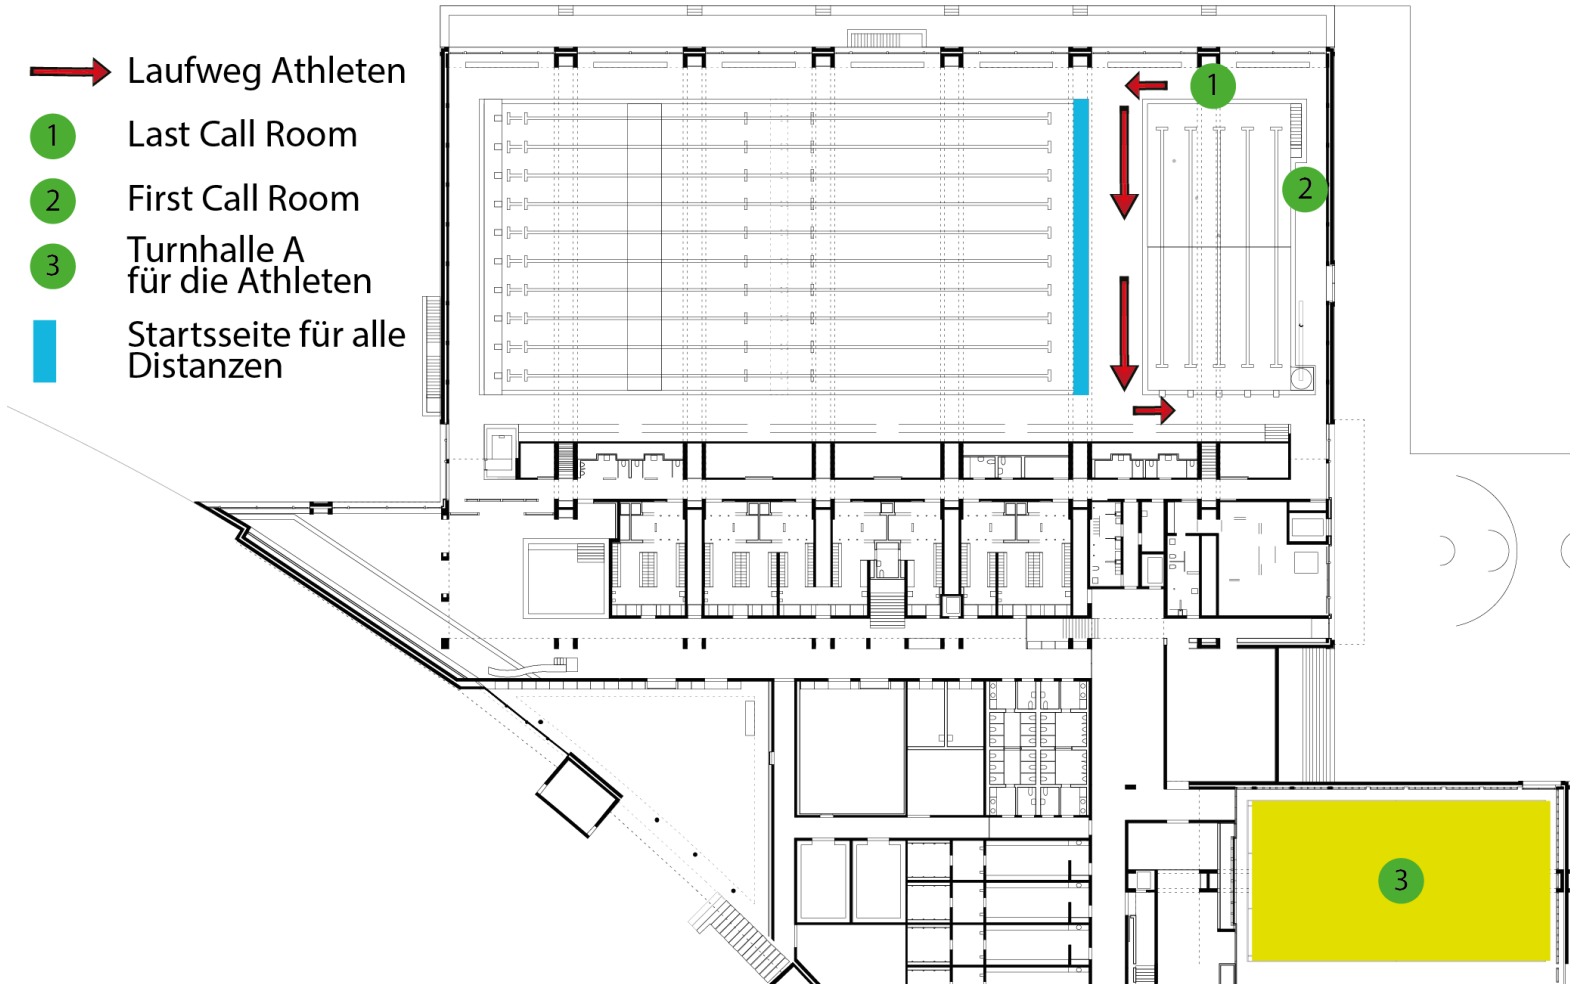 Laufweg Athleten
1 Last Call Room
2 First Call Room
3 Turnhalle A
für die Athleten
Startsseite für alle
Distanzen
1
2
3